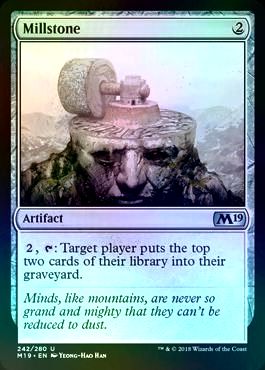 Millstone 2
Artifact M19
2, T: Target player puts the top
two cards of their library into their
graveyard.
Minds, like mountains, are never so
grand and mighty that they can't be
reduced to dust.
242/280 U
M19 • EN Yeong-Hao Han
™ & © 2018 Wizards of the Coast